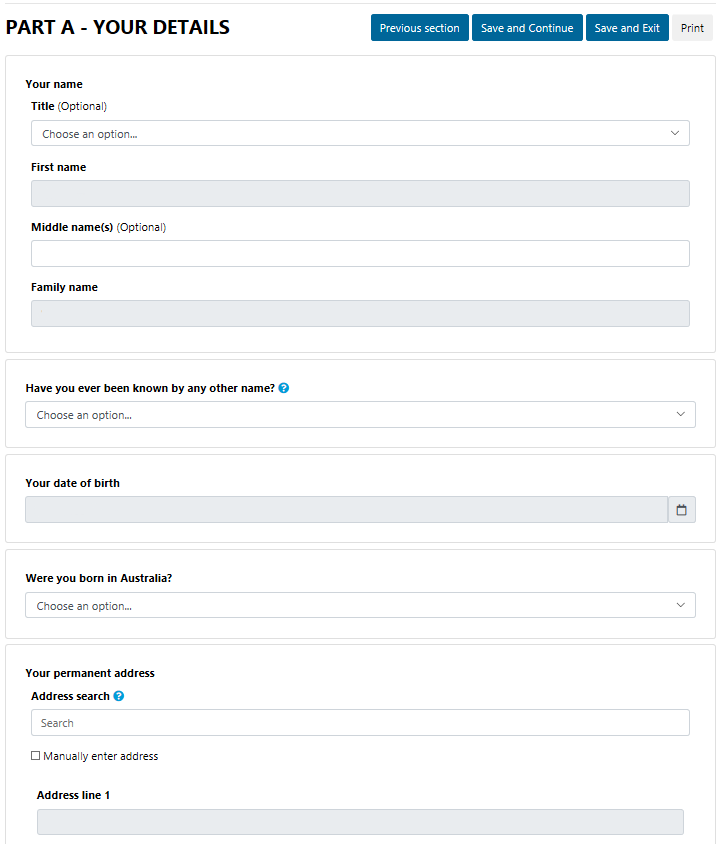 PART A - YOUR DETAILS
Previous section
Save and Continue
Save and Exit
Print
Your name
Title (Optional)
Choose an option...
First name
Middle name(s) (Optional)
Family name
Have you ever been known by any other name? ?
Choose an option...
Your date of birth
Were you born in Australia?
Choose an option...
Your permanent address
Address search ?
Search
Manually enter address
Address line 1